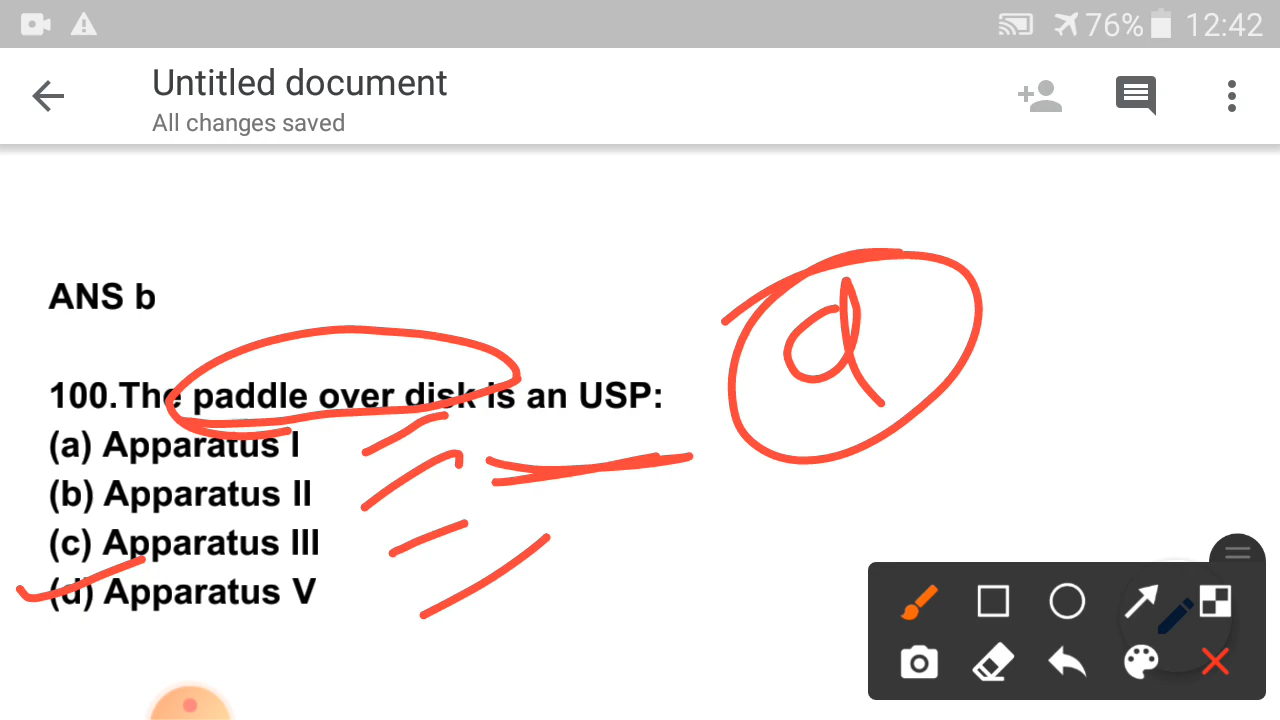 76% 12:42
Untitled document
All changes saved
ANS b
100.The paddle over disk is an USP:
d
(a) Apparatus I
(b) Apparatus II
(c) Apparatus III
(d) Apparatus V